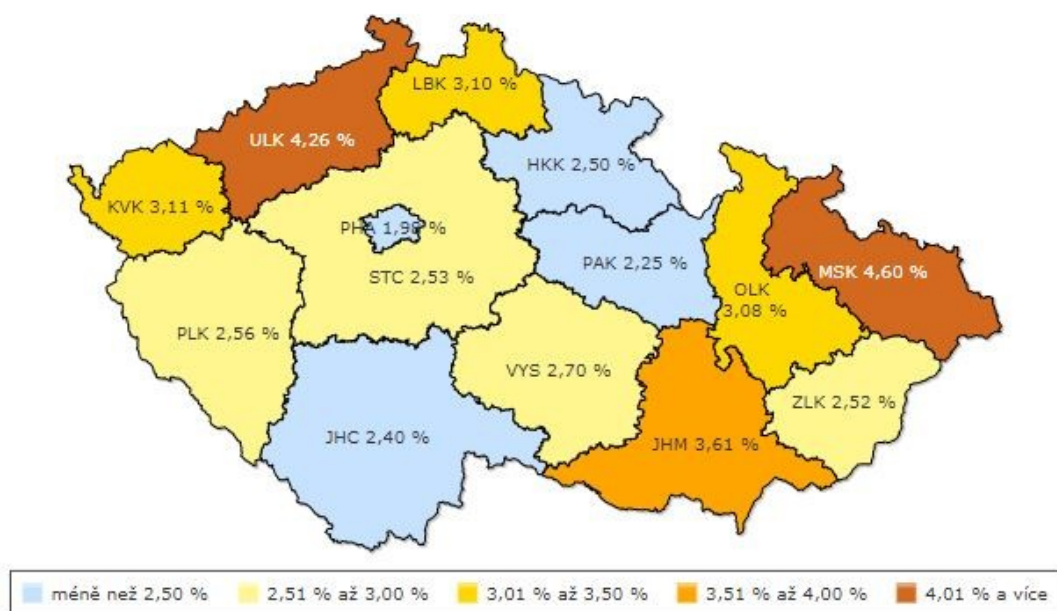 LBK 3,10 %
ULK 4,26 %
HKK 2,50 %
KVK 3,11 %
PHA 1,98 %
PAK 2,25 %
MSK 4,60 %
STC 2,53 %
OLK
3,08 %
PLK 2,56 %
VYS 2,70 %
ZLK 2,52 %
JHC 2,40 %
JHM 3,61 %
méně než 2,50 %
2,51 % až 3,00 %
3,01 % až 3,50 %
3,51 % až 4,00 %
4,01 % a více